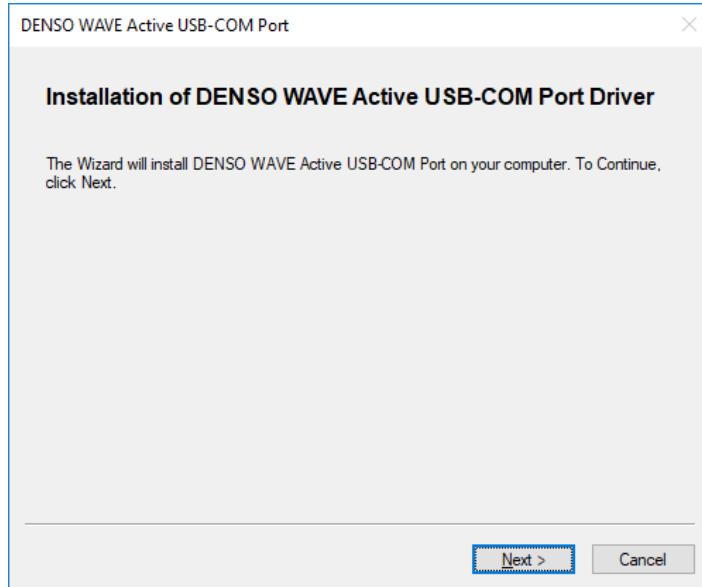 DENSO WAVE Active USB-COM Port
Installation of DENSO WAVE Active USB-COM Port Driver
The Wizard will install DENSO WAVE Active USB-COM Port on your computer. To Continue,
click Next.
Next >
Cancel